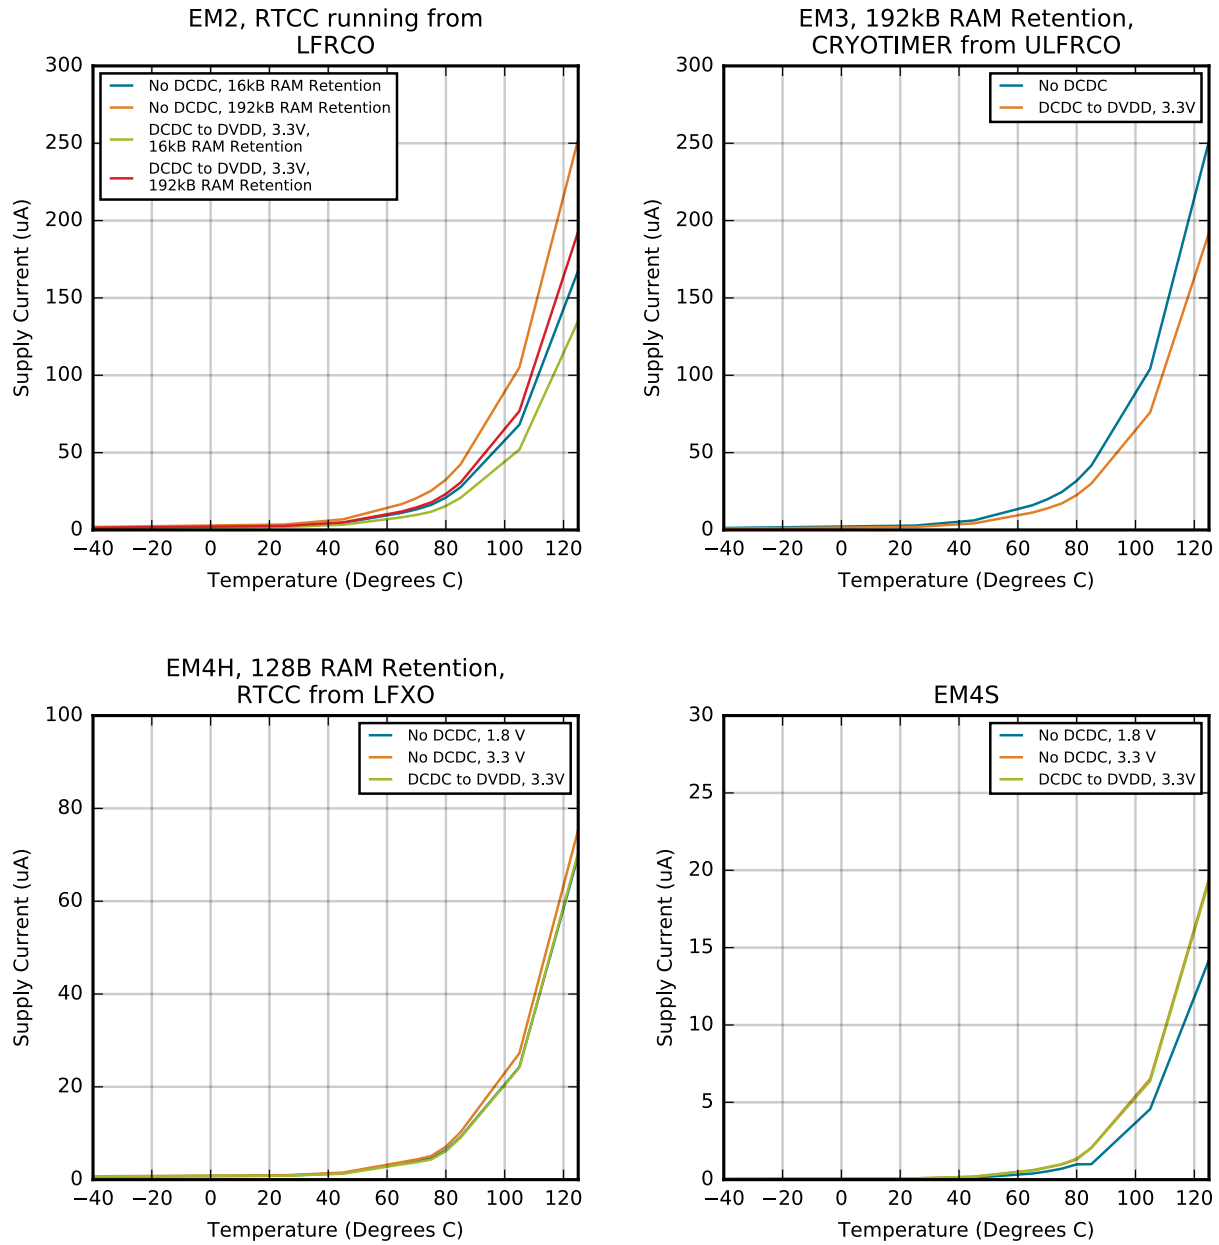 EM2, RTCC running from
LFRCO
300
250
200
150
100
50
0
Supply Current (uA)
No DCDC, 16kB RAM Retention
No DCDC, 192kB RAM Retention
DCDC to DVDD, 3.3V,
16kB RAM Retention
DCDC to DVDD, 3.3V,
192kB RAM Retention
−40 −20 0 20 40 60 80 100 120
Temperature (Degrees C)
EM3, 192kB RAM Retention,
CRYOTIMER from ULFRCO
300
250
200
150
100
50
0
Supply Current (uA)
No DCDC
DCDC to DVDD, 3.3V
−40 −20 0 20 40 60 80 100 120
Temperature (Degrees C)
EM4H, 128B RAM Retention,
RTCC from LFXO
100
80
60
40
20
0
Supply Current (uA)
No DCDC, 1.8 V
No DCDC, 3.3 V
DCDC to DVDD, 3.3V
−40 −20 0 20 40 60 80 100 120
Temperature (Degrees C)
EM4S
30
25
20
15
10
5
0
Supply Current (uA)
No DCDC, 1.8 V
No DCDC, 3.3 V
DCDC to DVDD, 3.3V
−40 −20 0 20 40 60 80 100 120
Temperature (Degrees C)